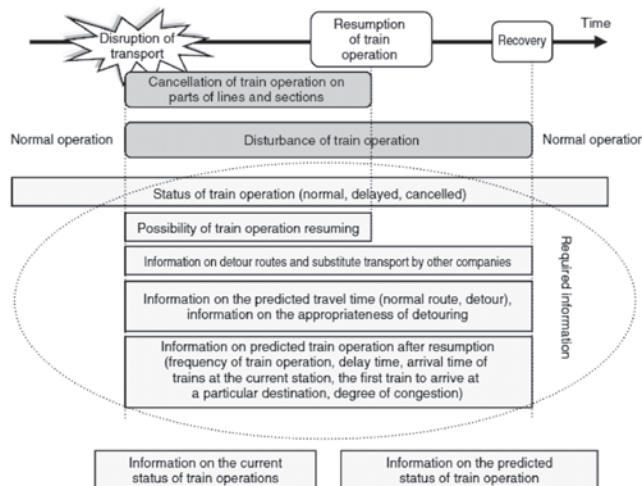 Disruption of
transport
Resumption
of train
operation
Recovery
Time
Cancellation of train operation on
parts of lines and sections
Normal operation
Disturbance of train operation
Normal operation
Status of train operation (normal, delayed, cancelled)
Possibility of train operation resuming
Information on detour routes and substitute transport by other companies
Information on the predicted travel time (normal route, detour),
information on the appropriateness of detouring
Information on predicted train operation after resumption
(frequency of train operation, delay time, arrival time of
trains at the current station, the first train to arrive at
a particular destination, degree of congestion)
Required information
Information on the current
status of train operations
Information on the predicted
status of train operation